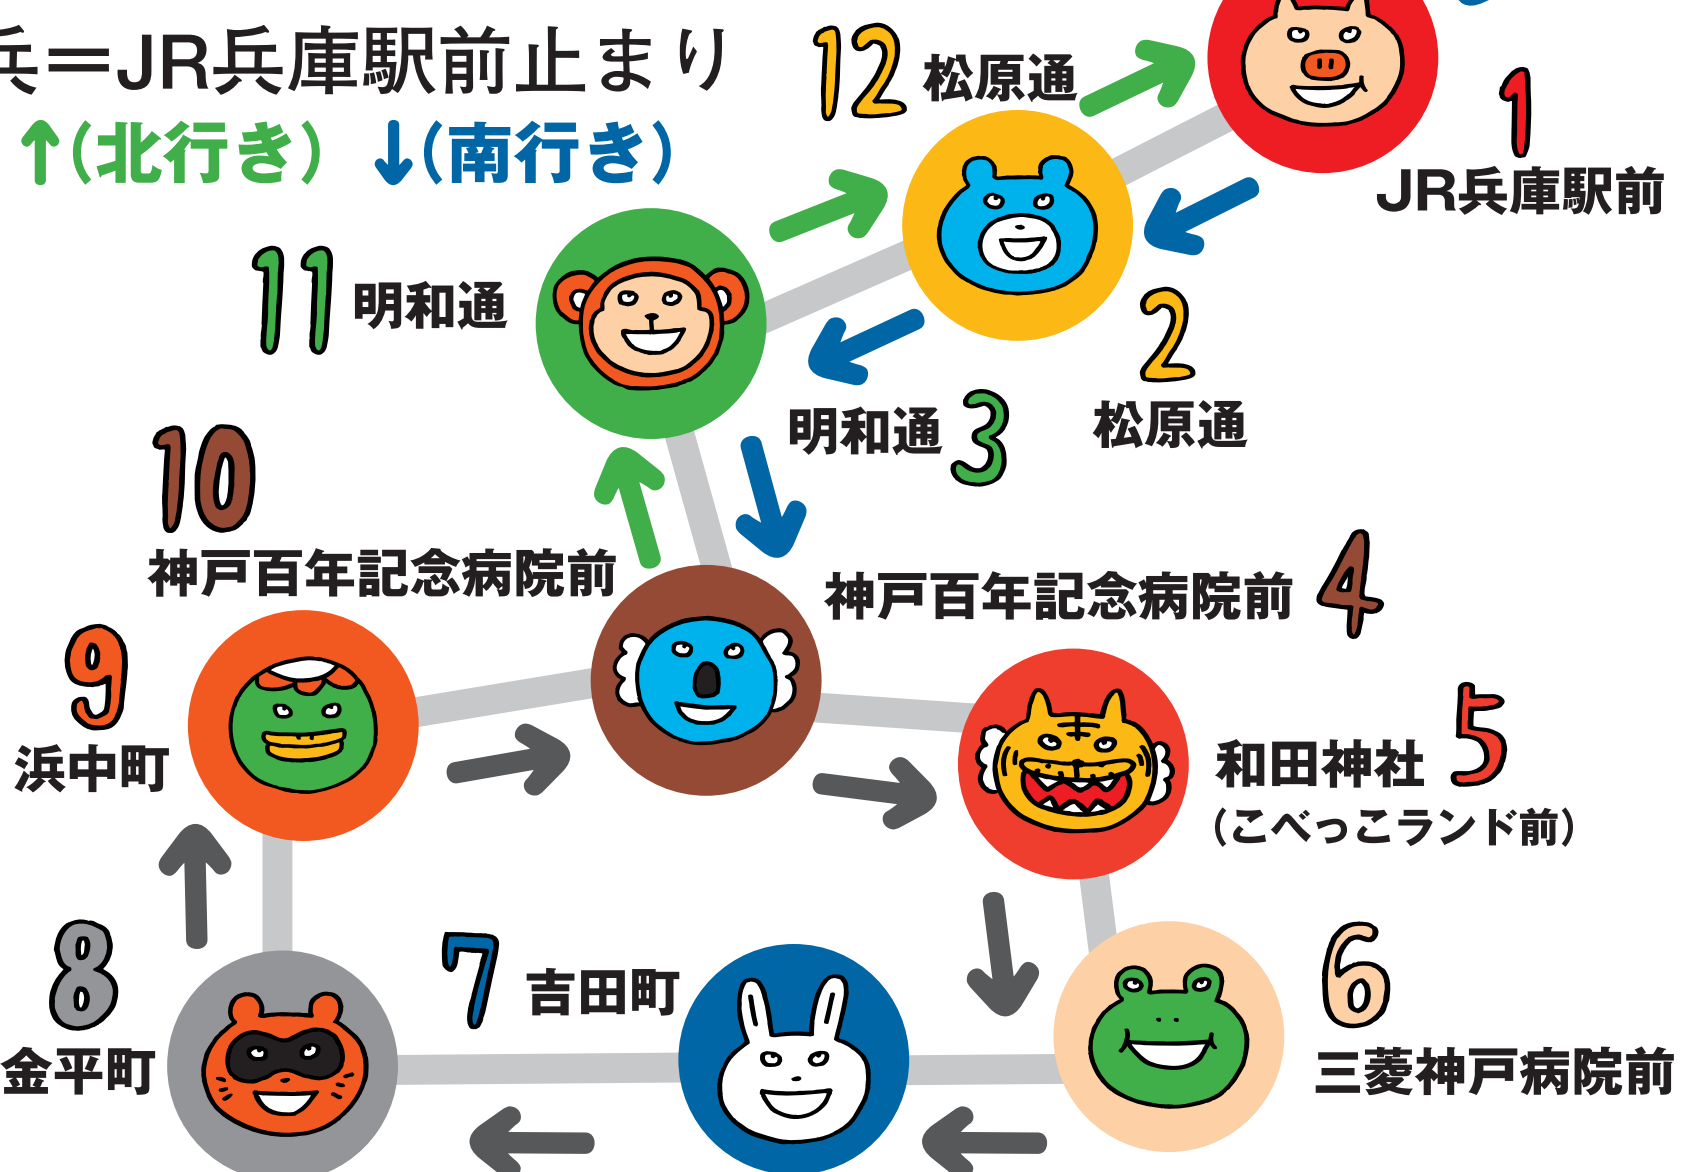 兵＝JR兵庫駅前止まり
↑(北行き) ↓(南行き)
12 松原通
1
JR兵庫駅前
11 明和通
2
松原通
明和通 3
10
神戸百年記念病院前
神戸百年記念病院前 4
9
浜中町
和田神社 5
(こべっこランド前)
8
金平町
7 吉田町
6
三菱神戸病院前